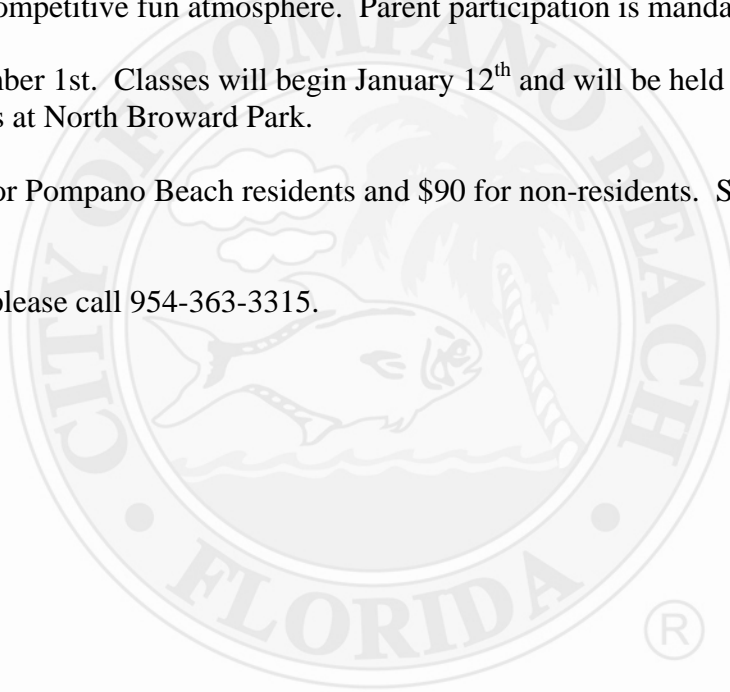 ompetitive fun atmosphere. Parent participation is manda
ber 1st. Classes will begin January 12th and will be held
s at North Broward Park.
or Pompano Beach residents and $90 for non-residents. S
please call 954-363-3315.
CITY OF POMPANO BEACH
FLORIDA
®